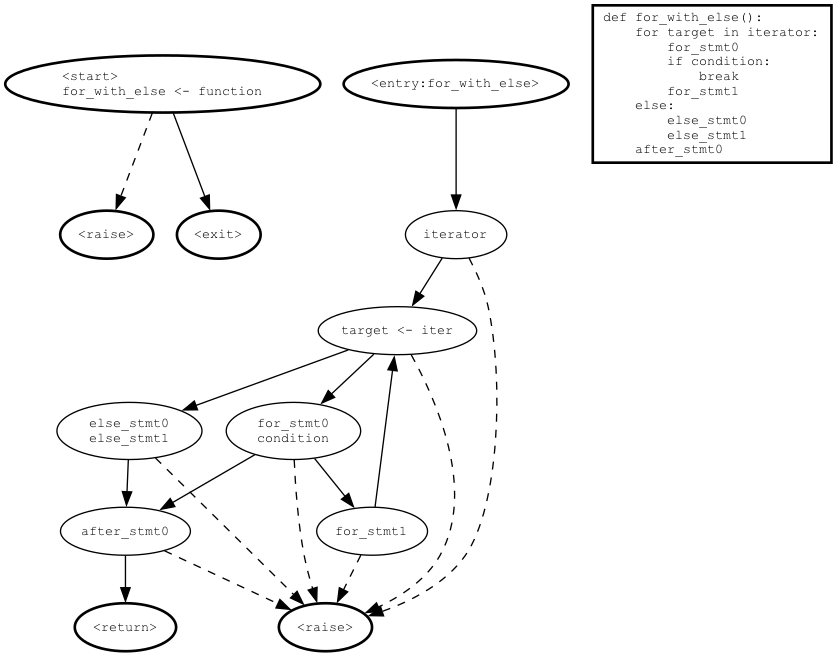 <start>
for_with_else <- function
<entry:for_with_else>
def for_with_else():
    for target in iterator:
        for_stmt0
        if condition:
            break
        for_stmt1
    else:
        else_stmt0
        else_stmt1
    after_stmt0
<raise>
<exit>
iterator
target <- iter
else_stmt0
else_stmt1
for_stmt0
condition
after_stmt0
for_stmt1
<return>
<raise>